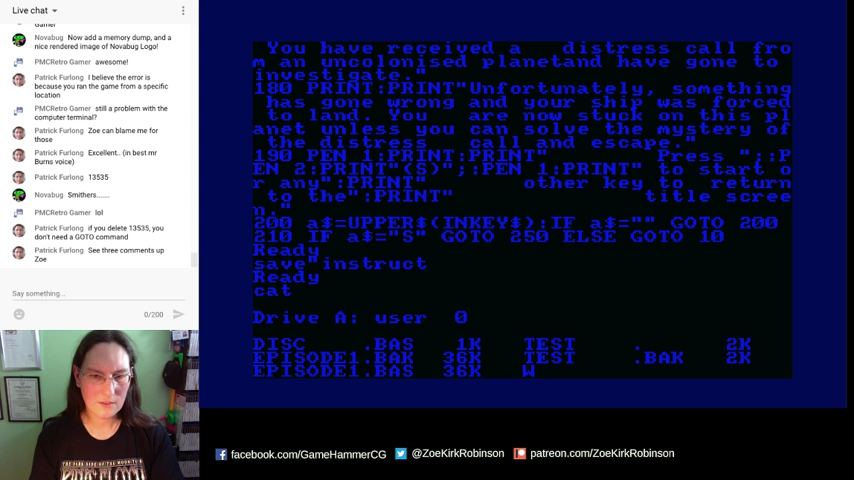 Live chat
Gamer
Novabug Now add a memory dump, and a
nice rendered image of Novabug Logo!
PMCRetro Gamer awesome!
Patrick Furlong I believe the error is
because you ran the game from a specific
location
PMCRetro Gamer still a problem with the
computer terminal?
Patrick Furlong Zoe can blame me for
those
Patrick Furlong Excellent.. (in best mr
Burns voice)
Patrick Furlong 13535
Novabug Smithers........
PMCRetro Gamer lol
Patrick Furlong if you delete 13535, you
don't need a GOTO command
Patrick Furlong See three comments up
Zoe
Say something...
0/200
You have received a distress call fro
m an uncolonised planetand have gone to
investigate."
180 PRINT:PRINT"Unfortunately, something
has gone wrong and your ship was forced
to land. You are now stuck on this pl
anet unless you can solve the mystery of
the distress call and escape."
190 PEN 1:PRINT:PRINT" Press ";:P
EN 2:PRINT"(S)";:PEN 1:PRINT" to start o
r any":PRINT" other key to return
to the":PRINT" title scree
n."
200 a$=UPPER$(INKEY$):IF a$="" GOTO 200
210 IF a$="S" GOTO 250 ELSE GOTO 10
Ready
save"instruct
Ready
cat
Drive A: user 0
DISC .BAS 1K TEST . 2K
EPISODE1.BAK 36K TEST .BAK 2K
EPISODE1.BAS 36K W
facebook.com/GameHammerCG @ZoeKirkRobinson patreon.com/ZoeKirkRobinson